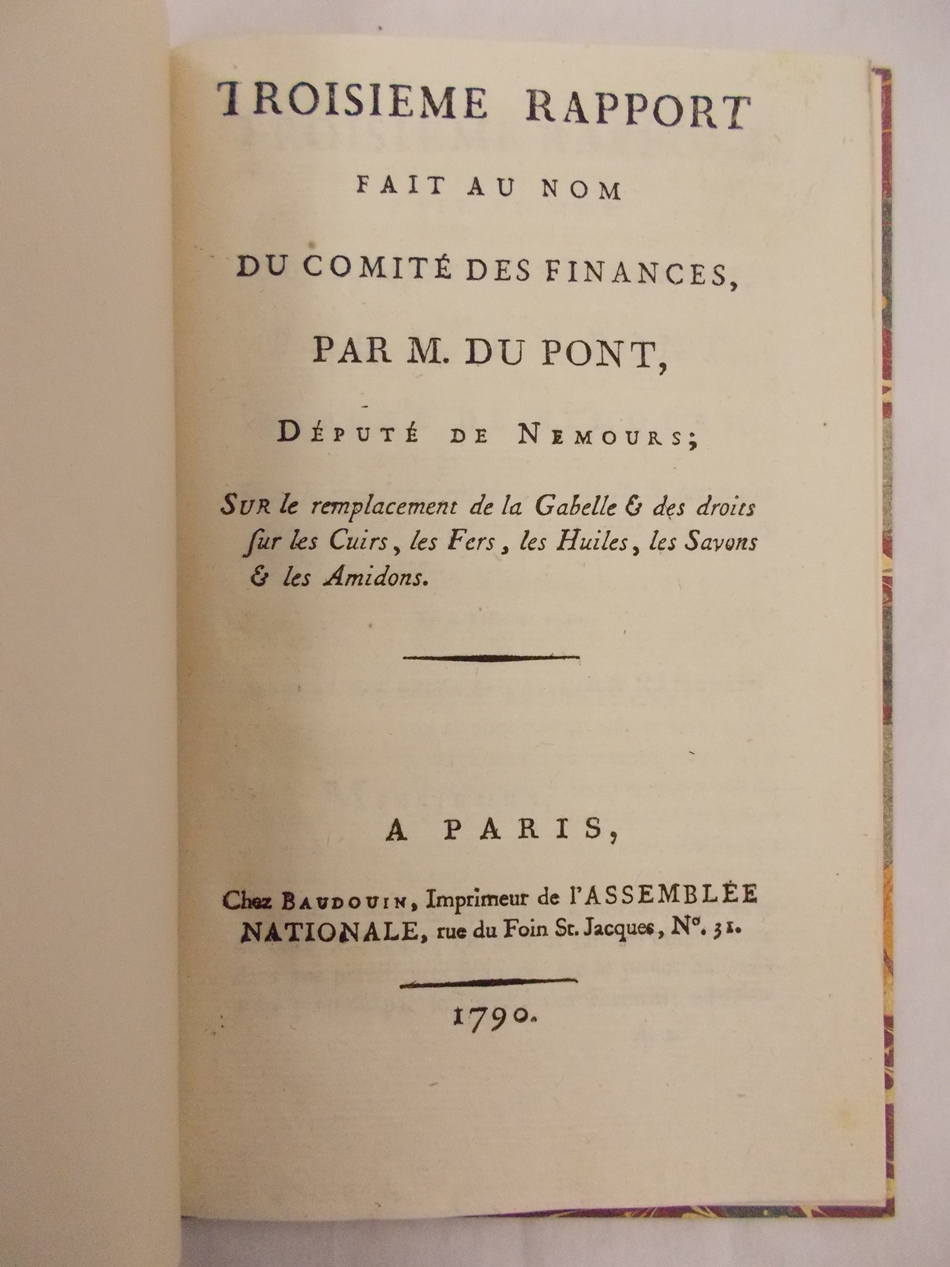 TROISIEME RAPPORT
FAIT AU NOM
DU COMITÉ DES FINANCES,
PAR M. DU PONT,
DÉPUTÉ DE NEMOURS;
SUR le remplacement de la Gabelle & des droits
ſur les Cuirs, les Fers, les Huiles, les Savons
& les Amidons.
A PARIS,
Chez BAUDOUIN, Imprimeur de l'ASSEMBLÉE
NATIONALE, rue du Foin St. Jacques, Nº. 31.
1790.